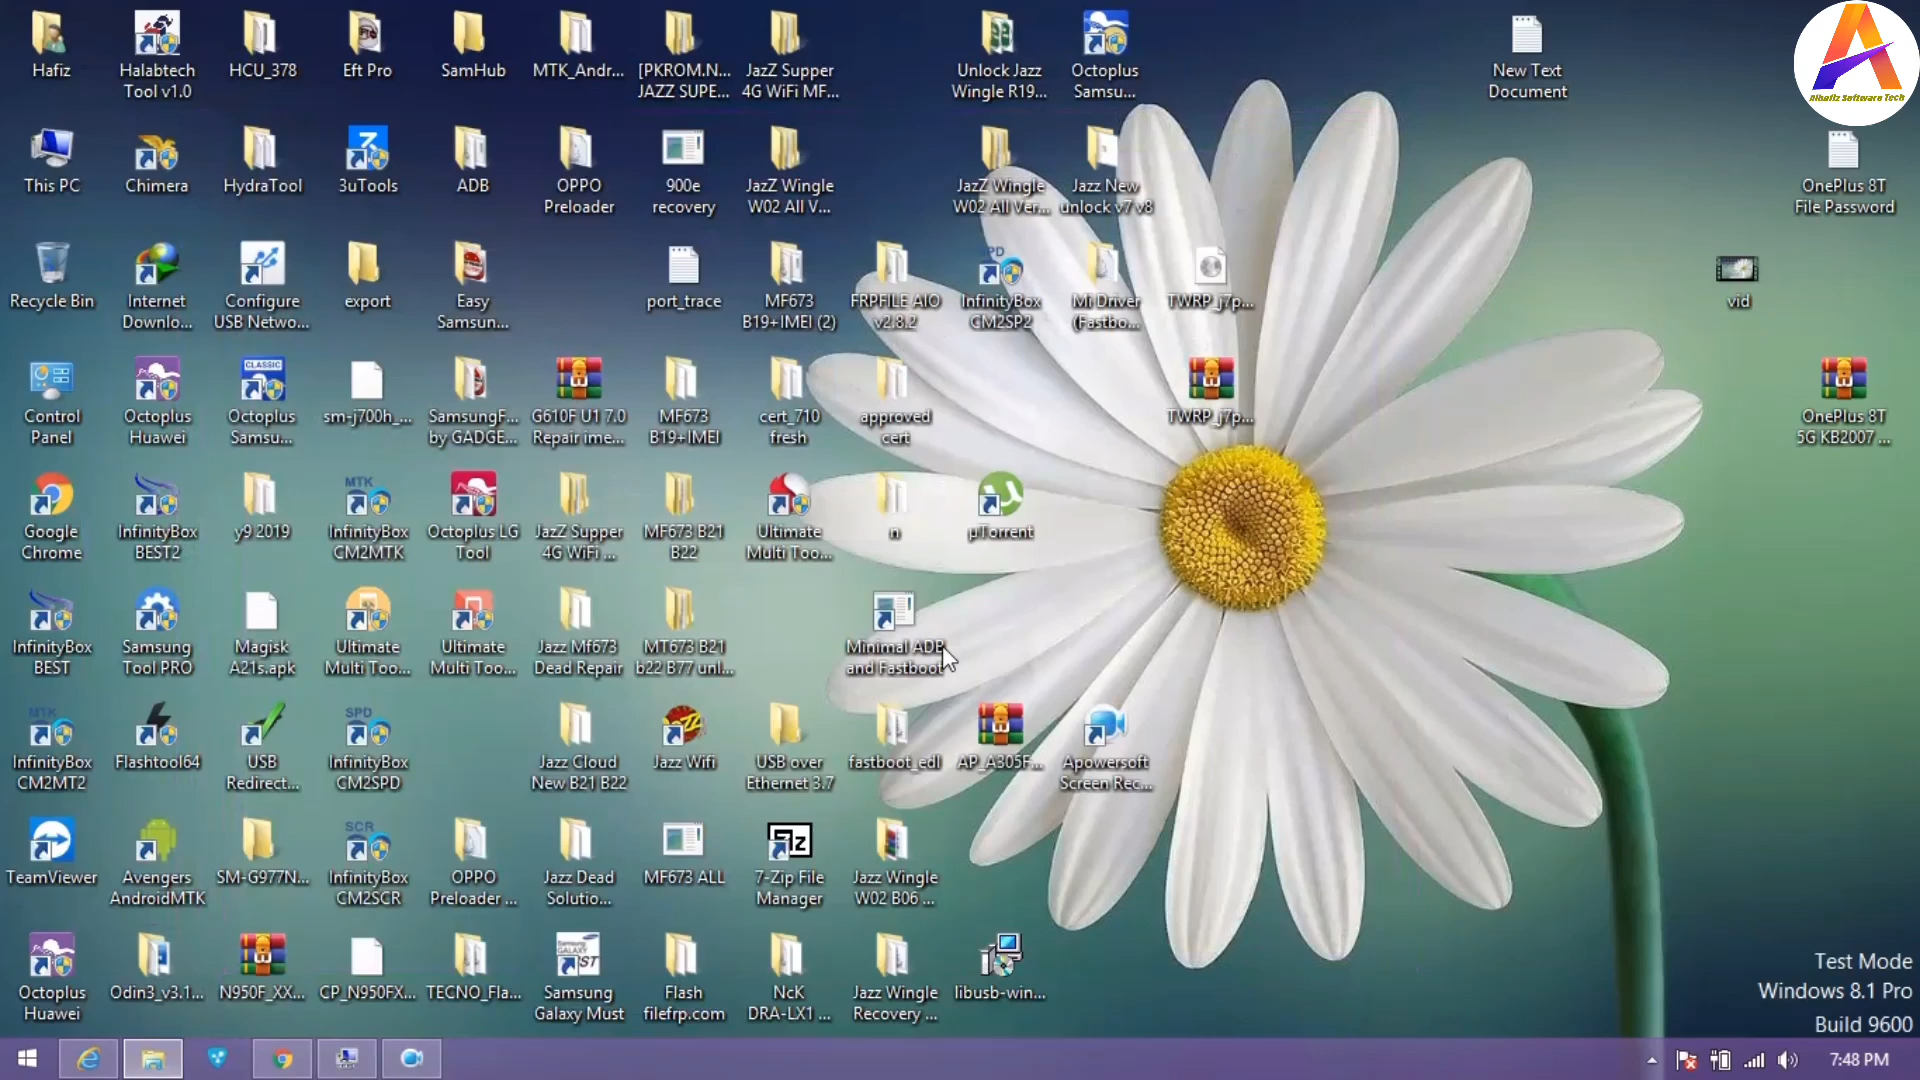 Hafiz
Halabtech
Tool v1.0
HCU_378
Eft Pro
SamHub
MTK_Andr...
[PKROM.N...
JAZZ SUPE...
JazZ Supper
4G WiFi MF...
Unlock Jazz
Wingle R19...
Octoplus
Samsu...
New Text
Document
Alhafiz Software Tech
This PC
Chimera
HydraTool
3uTools
ADB
OPPO
Preloader
900e
recovery
JazZ Wingle
W02 All V...
JazZ Wingle
W02 All Ver...
Jazz New
unlock v7 v8
OnePlus 8T
File Password
Recycle Bin
Internet
Downlo...
Configure
USB Netwo...
export
Easy
Samsun...
port_trace
MF673
B19+IMEI (2)
FRPFILE AIO
v2.8.2
InfinityBox
CM2SP2
Mi Driver
(Fastbo...
TWRP_j7p...
vid
Control
Panel
Octoplus
Huawei
CLASSIC
Octoplus
Samsu...
sm-j700h_...
SamsungF...
by GADGE...
G610F U1 7.0
Repair ime...
MF673
B19+IMEI
cert_710
fresh
approved
cert
TWRP_j7p...
OnePlus 8T
5G KB2007 ...
Google
Chrome
InfinityBox
BEST2
y9 2019
MTK
InfinityBox
CM2MTK
Octoplus LG
Tool
JazZ Supper
4G WiFi ...
MF673 B21
B22
Ultimate
Multi Too...
n
µTorrent
InfinityBox
BEST
Samsung
Tool PRO
Magisk
A21s.apk
Ultimate
Multi Too...
Ultimate
Multi Too...
Jazz Mf673
Dead Repair
MT673 B21
b22 B77 unl...
Minimal ADB
and Fastboot
MTK
InfinityBox
CM2MT2
Flashtool64
USB
Redirect...
SPD
InfinityBox
CM2SPD
Jazz Cloud
New B21 B22
Jazz Wifi
USB over
Ethernet 3.7
fastboot_edl
AP_A305F...
Apowersoft
Screen Rec...
TeamViewer
Avengers
AndroidMTK
SM-G977N...
SCR
InfinityBox
CM2SCR
OPPO
Preloader ...
Jazz Dead
Solutio...
MF673 ALL
7z
7-Zip File
Manager
Jazz Wingle
W02 B06 ...
Octoplus
Huawei
Odin3_v3.1...
N950F_XX...
CP_N950FX...
TECNO_Fla...
Samsung
Galaxy Must
Flash
filefrp.com
NcK
DRA-LX1 ...
Jazz Wingle
Recovery ...
libusb-win...
Test Mode
Windows 8.1 Pro
Build 9600
7:48 PM